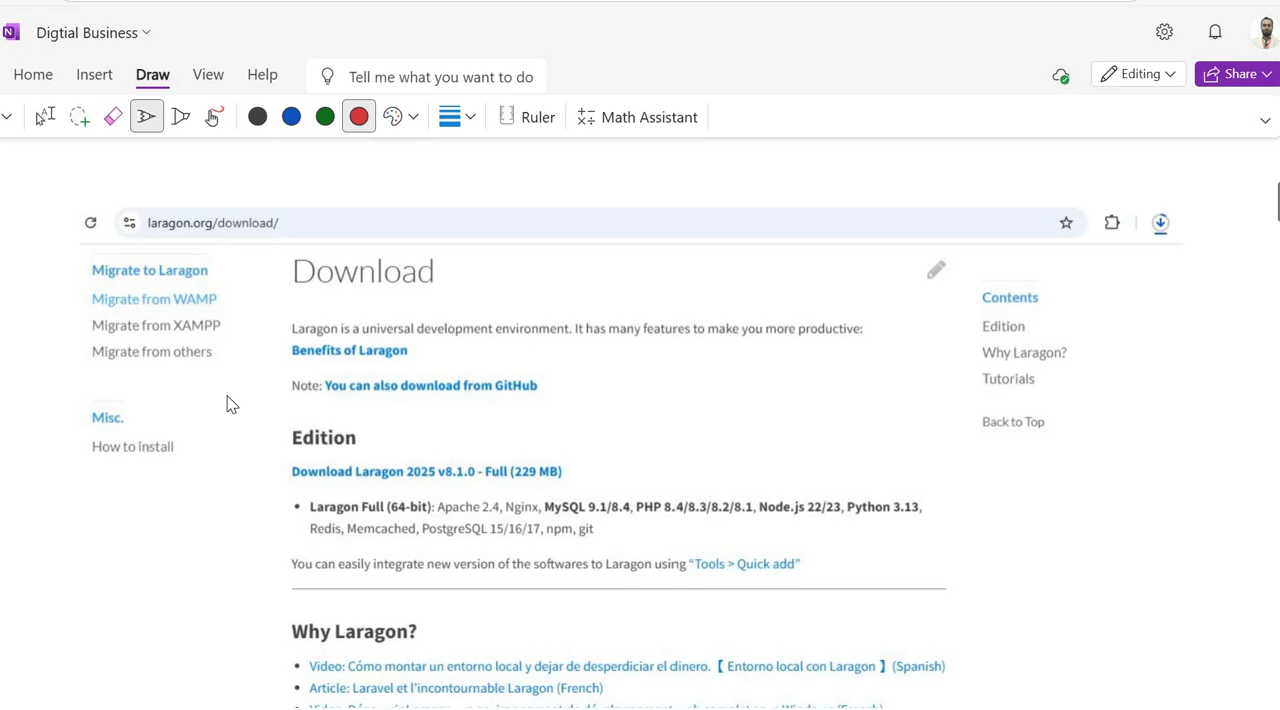 Digtial Business
Home Insert Draw View Help Tell me what you want to do Editing Share
Ruler Math Assistant
laragon.org/download/
Migrate to Laragon
Migrate from WAMP
Migrate from XAMPP
Migrate from others
Misc.
How to install
Download
Laragon is a universal development environment. It has many features to make you more productive:
Benefits of Laragon
Note: You can also download from GitHub
Edition
Download Laragon 2025 v8.1.0 - Full (229 MB)
• Laragon Full (64-bit): Apache 2.4, Nginx, MySQL 9.1/8.4, PHP 8.4/8.3/8.2/8.1, Node.js 22/23, Python 3.13,
Redis, Memcached, PostgreSQL 15/16/17, npm, git
You can easily integrate new version of the softwares to Laragon using “Tools > Quick add”
Why Laragon?
• Video: Cómo montar un entorno local y dejar de desperdiciar el dinero.【 Entorno local con Laragon 】(Spanish)
• Article: Laravel et l’incontournable Laragon (French)
Contents
Edition
Why Laragon?
Tutorials
Back to Top